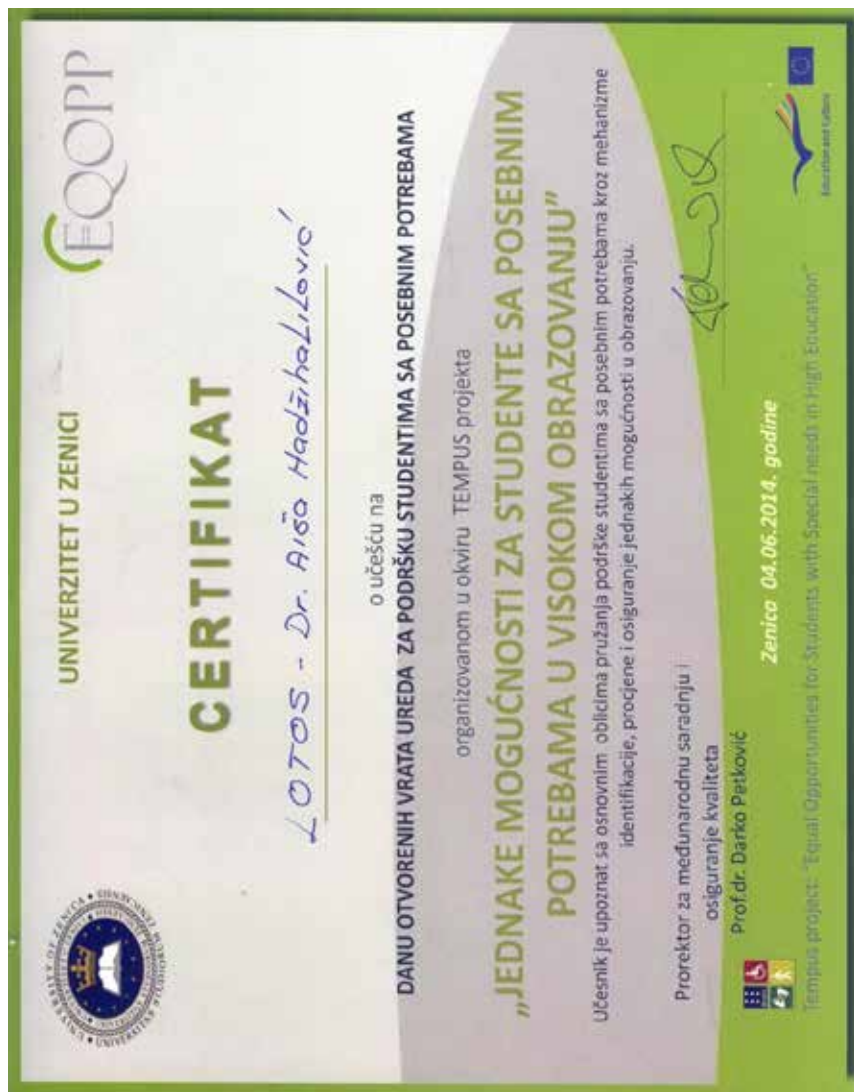 UNIVERZITET U ZENICI
EQOPP
CERTIFIKAT
LOTOS - Dr. Aiša Hadžihalilović
o učešću na
DANU OTVORENIH VRATA UREDA ZA PODRŠKU STUDENTIMA SA POSEBNIM POTREBAMA
organizovanom u okviru TEMPUS projekta
„JEDNAKE MOGUĆNOSTI ZA STUDENTE SA POSEBNIM
POTREBAMA U VISOKOM OBRAZOVANJU”
Učesnik je upoznat sa osnovnim oblicima pružanja podrške studentima sa posebnim potrebama kroz mehanizme
identifikacije, procjene i osiguranje jednakih mogućnosti u obrazovanju.
Prorektor za međunarodnu saradnju i
osiguranje kvaliteta
Prof.dr. Darko Petković
Zenica 04.06.2014. godine
Education and Culture
Tempus project: "Equal Opportunities for Students with Special needs in High Education"
UNIVERSITY OF ZENICA